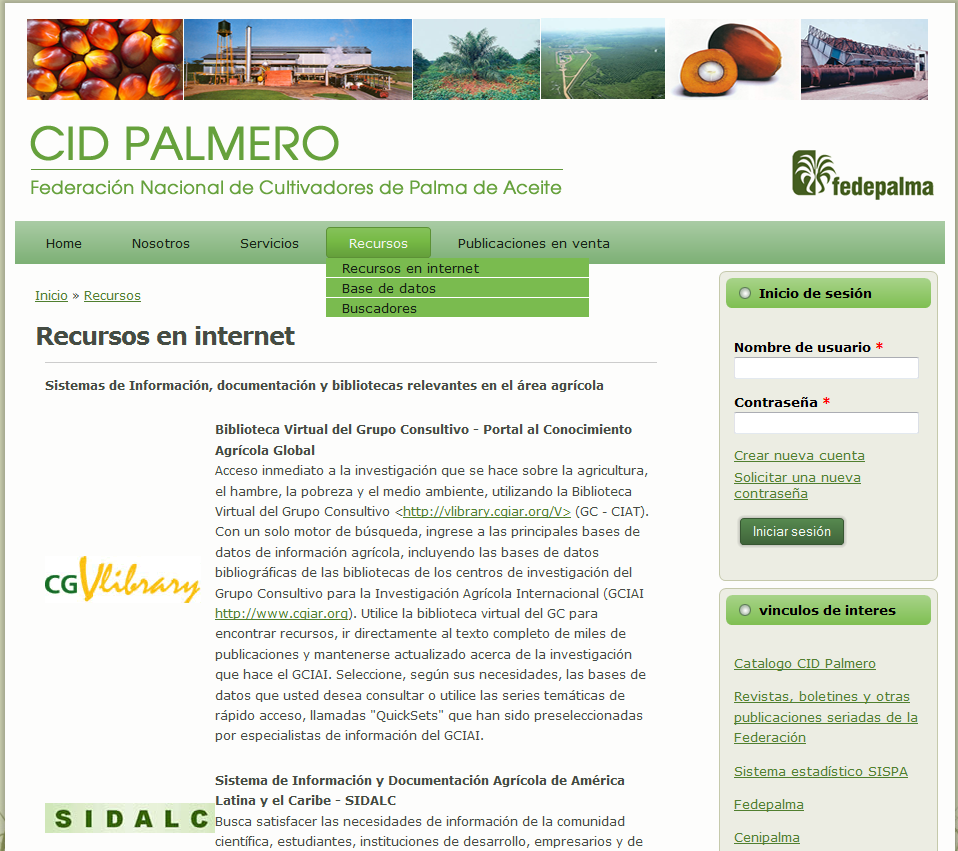 CID PALMERO
Federación Nacional de Cultivadores de Palma de Aceite
fedepalma
Home
Nosotros
Servicios
Recursos
Publicaciones en venta
Recursos en internet
Base de datos
Buscadores
Inicio » Recursos
Recursos en internet
Sistemas de Información, documentación y bibliotecas relevantes en el área agrícola
CGVlibrary
Biblioteca Virtual del Grupo Consultivo - Portal al Conocimiento
Agrícola Global
Acceso inmediato a la investigación que se hace sobre la agricultura,
el hambre, la pobreza y el medio ambiente, utilizando la Biblioteca
Virtual del Grupo Consultivo <http://vlibrary.cgiar.org/V> (GC - CIAT).
Con un solo motor de búsqueda, ingrese a las principales bases de
datos de información agrícola, incluyendo las bases de datos
bibliográficas de las bibliotecas de los centros de investigación del
Grupo Consultivo para la Investigación Agrícola Internacional (GCIAI
http://www.cgiar.org). Utilice la biblioteca virtual del GC para
encontrar recursos, ir directamente al texto completo de miles de
publicaciones y mantenerse actualizado acerca de la investigación
que hace el GCIAI. Seleccione, según sus necesidades, las bases de
datos que usted desea consultar o utilice las series temáticas de
rápido acceso, llamadas "QuickSets" que han sido preseleccionadas
por especialistas de información del GCIAI.
SIDALC
Sistema de Información y Documentación Agrícola de América
Latina y el Caribe - SIDALC
Busca satisfacer las necesidades de información de la comunidad
científica, estudiantes, instituciones de desarrollo, empresarios y de
Inicio de sesión
Nombre de usuario *
Contraseña *
Crear nueva cuenta
Solicitar una nueva
contraseña
Iniciar sesión
vinculos de interes
Catalogo CID Palmero
Revistas, boletines y otras
publicaciones seriadas de la
Federación
Sistema estadístico SISPA
Fedepalma
Cenipalma